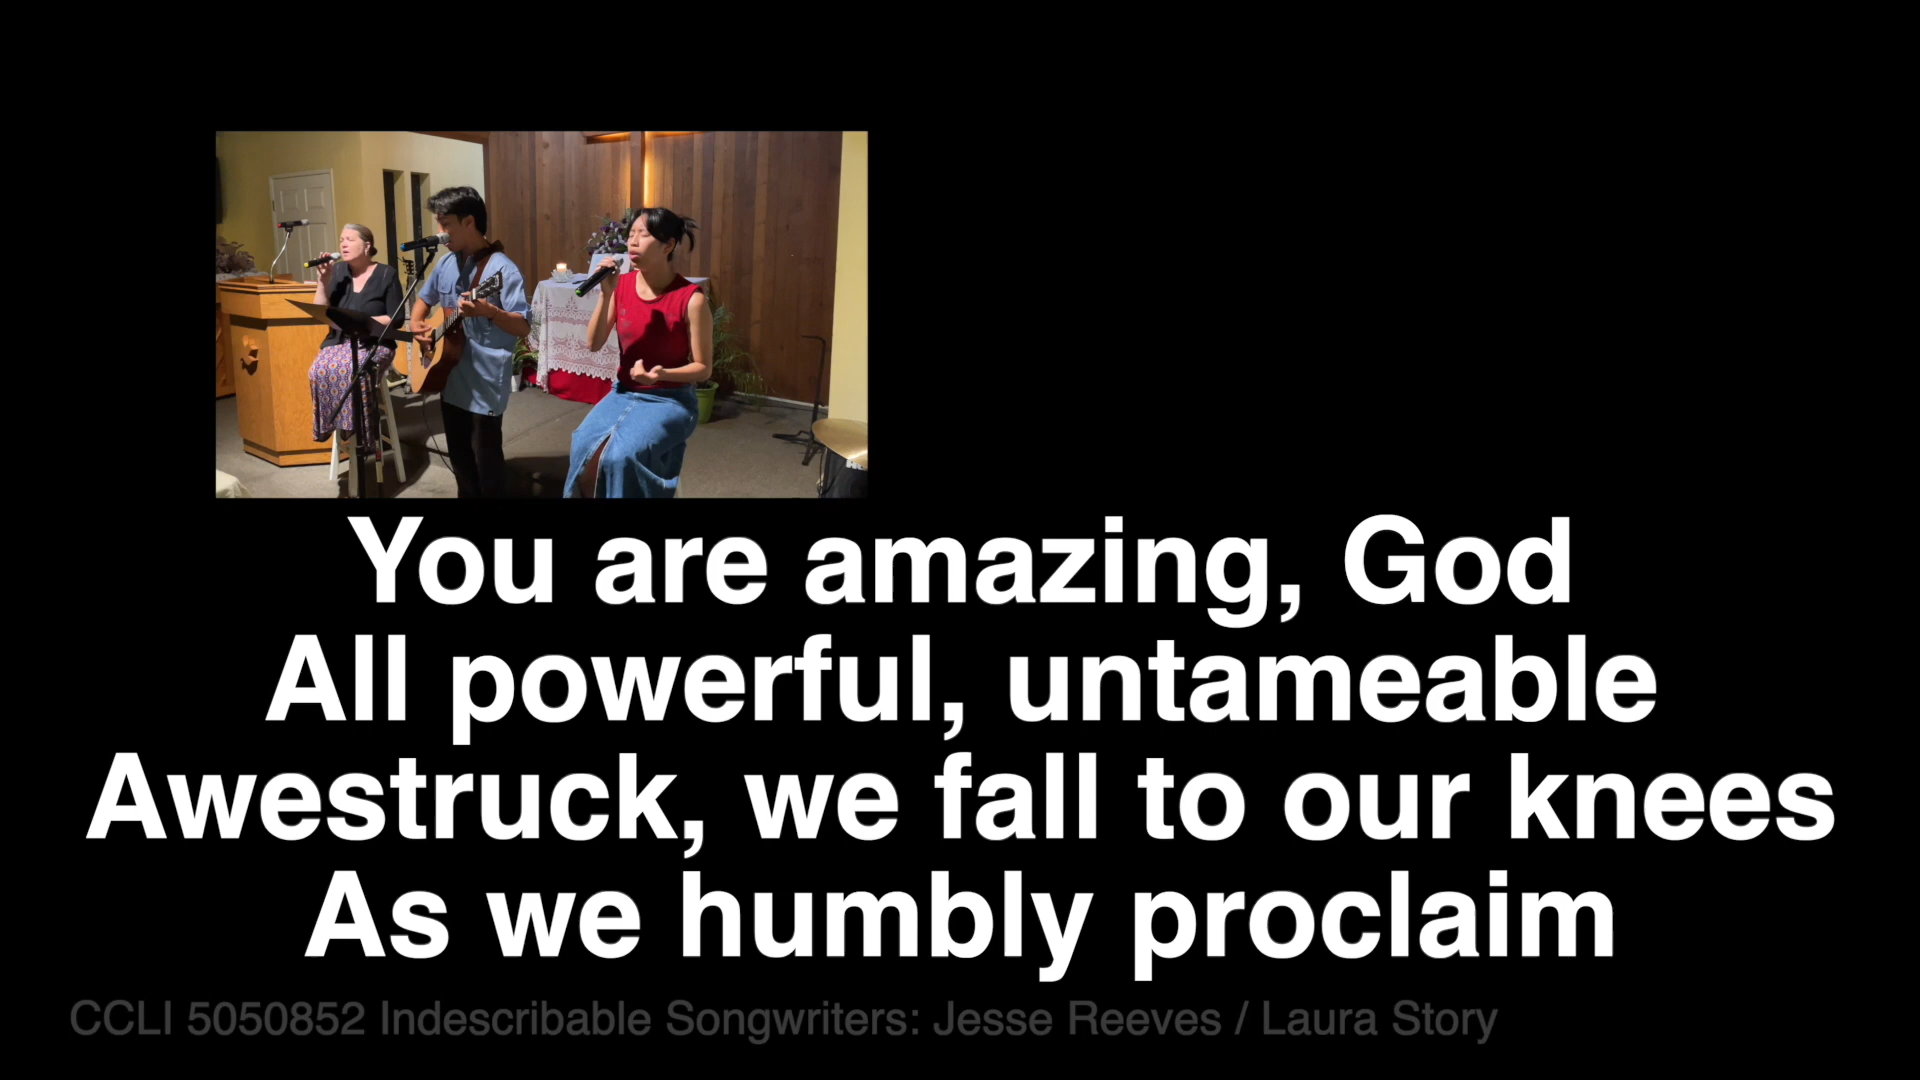 You are amazing, God
All powerful, untameable
Awestruck, we fall to our knees
As we humbly proclaim
CCLI 5050852 Indescribable Songwriters: Jesse Reeves / Laura Story